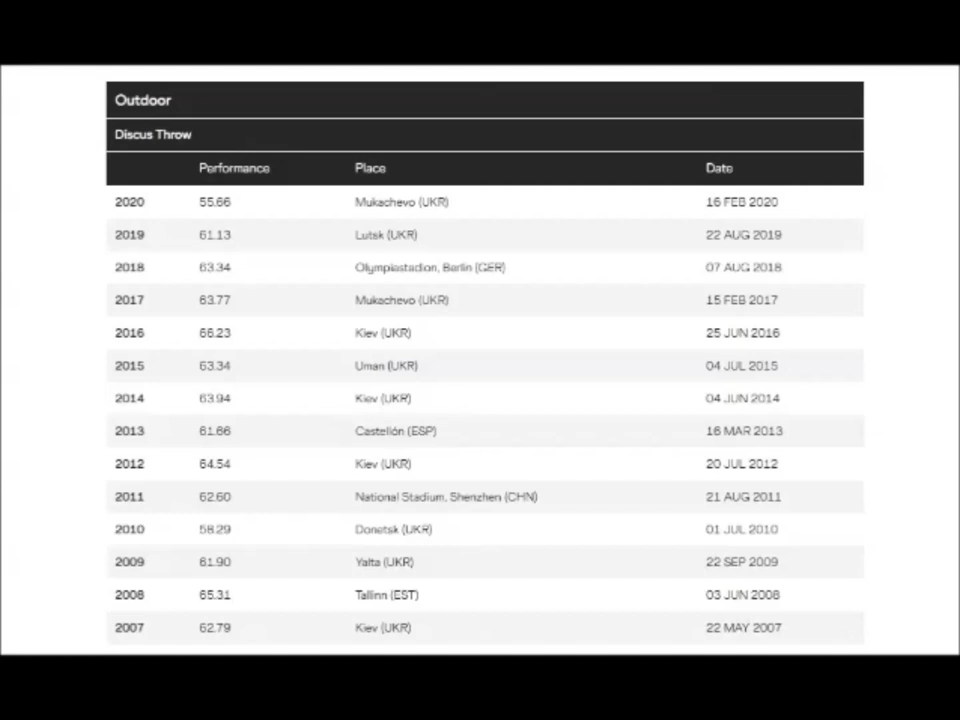 Outdoor
Discus Throw
Performance Place Date
2020 55.66 Mukachevo (UKR) 16 FEB 2020
2019 61.13 Lutsk (UKR) 22 AUG 2019
2018 63.34 Olympiastadion, Berlin (GER) 07 AUG 2018
2017 63.77 Mukachevo (UKR) 15 FEB 2017
2016 66.23 Kiev (UKR) 25 JUN 2016
2015 63.34 Uman (UKR) 04 JUL 2015
2014 63.94 Kiev (UKR) 04 JUN 2014
2013 61.66 Castellón (ESP) 16 MAR 2013
2012 64.54 Kiev (UKR) 20 JUL 2012
2011 62.60 National Stadium, Shenzhen (CHN) 21 AUG 2011
2010 58.29 Donetsk (UKR) 01 JUL 2010
2009 61.90 Yalta (UKR) 22 SEP 2009
2008 65.31 Tallinn (EST) 03 JUN 2008
2007 62.79 Kiev (UKR) 22 MAY 2007